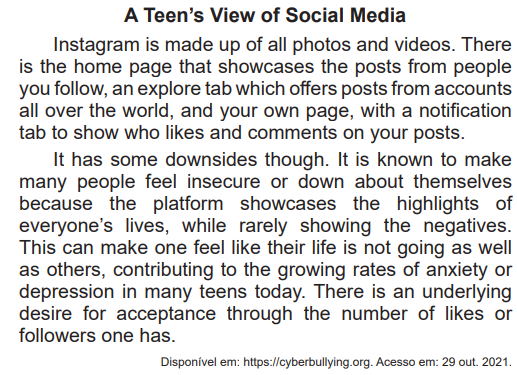 A Teen’s View of Social Media
Instagram is made up of all photos and videos. There
is the home page that showcases the posts from people
you follow, an explore tab which offers posts from accounts
all over the world, and your own page, with a notification
tab to show who likes and comments on your posts.
It has some downsides though. It is known to make
many people feel insecure or down about themselves
because the platform showcases the highlights of
everyone’s lives, while rarely showing the negatives.
This can make one feel like their life is not going as well
as others, contributing to the growing rates of anxiety or
depression in many teens today. There is an underlying
desire for acceptance through the number of likes or
followers one has.
Disponível em: https://cyberbullying.org. Acesso em: 29 out. 2021.